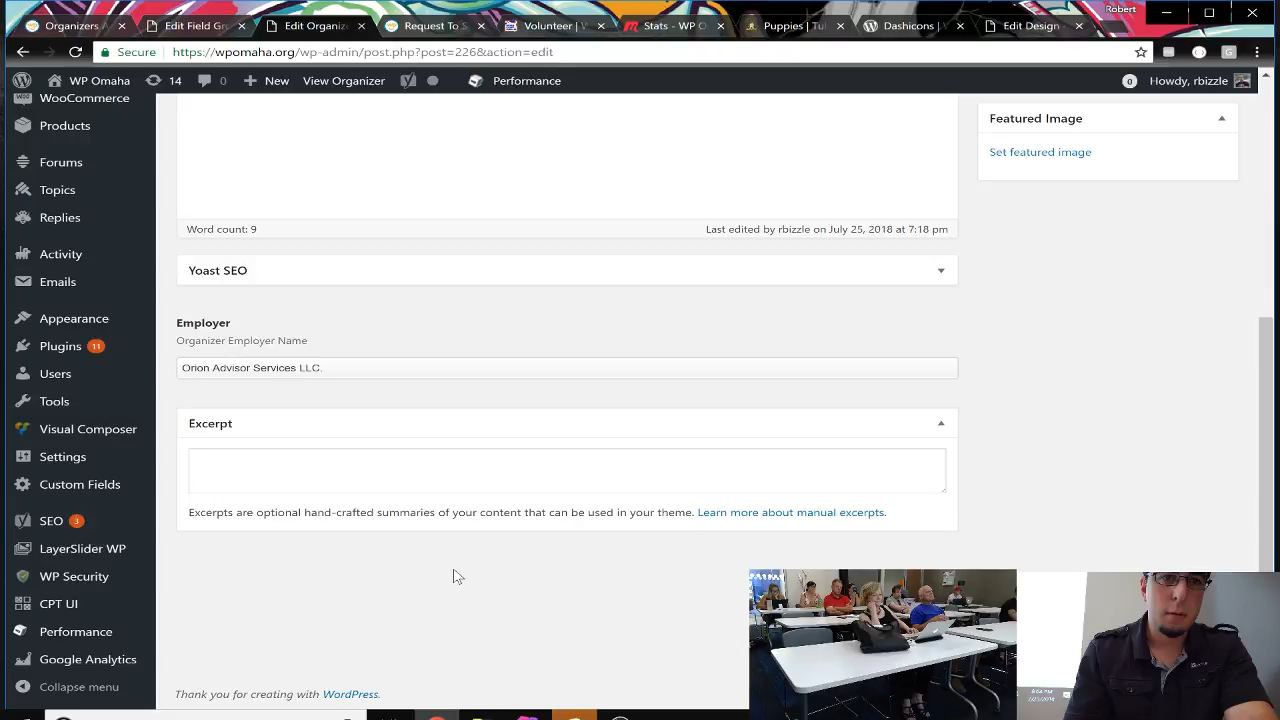 Robert
Organizers
Edit Field Gr
Edit Organiz
Request To S
Volunteer | W
Stats - WP O
Puppies | Tu
Dashicons |
Edit Design
Secure
https://wpomaha.org/wp-admin/post.php?post=226&action=edit
WP Omaha
14
0
New
View Organizer
Performance
0
Howdy, rbizzle
WooCommerce
Products
Forums
Topics
Replies
Activity
Emails
Appearance
Plugins 11
Users
Tools
Visual Composer
Settings
Custom Fields
SEO 3
LayerSlider WP
WP Security
CPT UI
Performance
Google Analytics
Collapse menu
Word count: 9
Last edited by rbizzle on July 25, 2018 at 7:18 pm
Yoast SEO
Employer
Organizer Employer Name
Orion Advisor Services LLC.
Excerpt
Excerpts are optional hand-crafted summaries of your content that can be used in your theme. Learn more about manual excerpts.
Featured Image
Set featured image
Thank you for creating with WordPress.